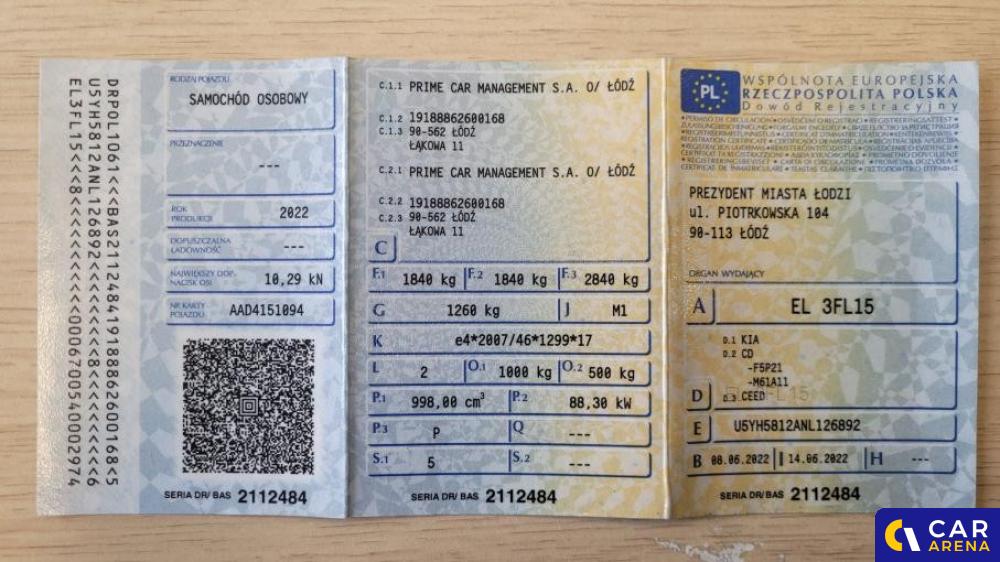 DRPOL1061<<BAS2112484191888626000168<5
U5YH5812ANL126892<<<<<<<<8<<<<<<<<<<6
RODZAJ POJAZDU
SAMOCHÓD OSOBOWY
PRZEZNACZENIE
---
ROK PRODUKCJI
2022
DOPUSZCZALNA ŁADOWNOŚĆ
---
NAJWIĘKSZY DOP. NACISK OSI
10,29 kN
NR KARTY POJAZDU
AAD4151094
SERIA DR/ BAS 2112484
C.1.1 PRIME CAR MANAGEMENT S.A. O/ ŁÓDŹ
C.1.2 19188862600168
C.1.3 90-562 ŁÓDŹ
ŁĄKOWA 11
C.2.1 PRIME CAR MANAGEMENT S.A. O/ ŁÓDŹ
C.2.2 19188862600168
C.2.3 90-562 ŁÓDŹ
ŁĄKOWA 11
C
F.1 1840 kg F.2 1840 kg F.3 2840 kg
G 1260 kg J M1
K e4*2007/46*1299*17
L 2 O.1 1000 kg O.2 500 kg
P.1 998,00 cm³ P.2 88,30 kW
P.3 P Q ---
S.1 5 S.2 ---
SERIA DR/ BAS 2112484
PL
WSPÓLNOTA EUROPEJSKA
RZECZPOSPOLITA POLSKA
Dowód Rejestracyjny
PREZYDENT MIASTA ŁODZI
ul. PIOTRKOWSKA 104
90-113 ŁÓDŹ
ORGAN WYDAJĄCY
A EL 3FL15
D.1 KIA
D.2 CD
-F5P21
-M61A11
D D.3 CEED
E U5YH5812ANL126892
B 08.06.2022 I 14.06.2022 H ---
SERIA DR/ BAS 2112484
CAR
ARENA